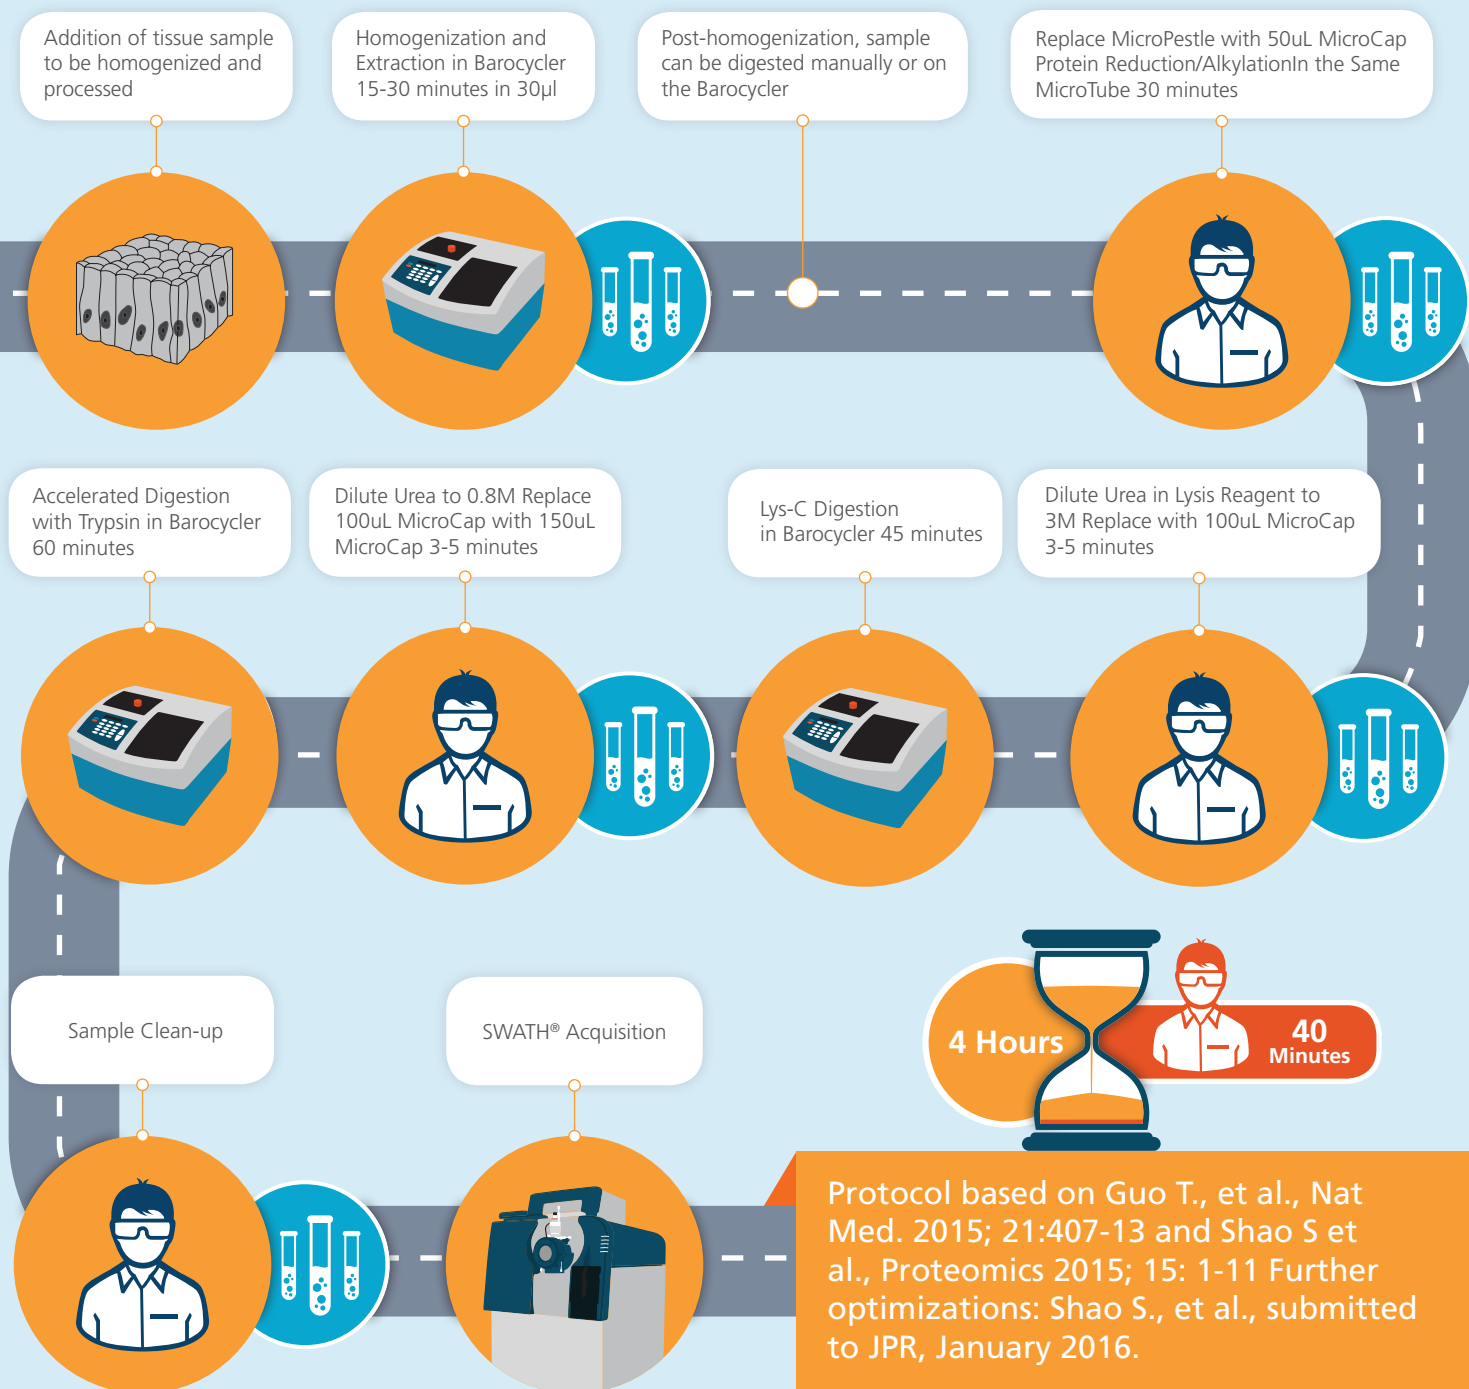 Addition of tissue sample
to be homogenized and
processed
Homogenization and
Extraction in Barocycler
15-30 minutes in 30µl
Post-homogenization, sample
can be digested manually or on
the Barocycler
Replace MicroPestle with 50uL MicroCap
Protein Reduction/AlkylationIn the Same
MicroTube 30 minutes
Accelerated Digestion
with Trypsin in Barocycler
60 minutes
Dilute Urea to 0.8M Replace
100uL MicroCap with 150uL
MicroCap 3-5 minutes
Lys-C Digestion
in Barocycler 45 minutes
Dilute Urea in Lysis Reagent to
3M Replace with 100uL MicroCap
3-5 minutes
Sample Clean-up
SWATH® Acquisition
4 Hours
40
Minutes
Protocol based on Guo T., et al., Nat
Med. 2015; 21:407-13 and Shao S et
al., Proteomics 2015; 15: 1-11 Further
optimizations: Shao S., et al., submitted
to JPR, January 2016.